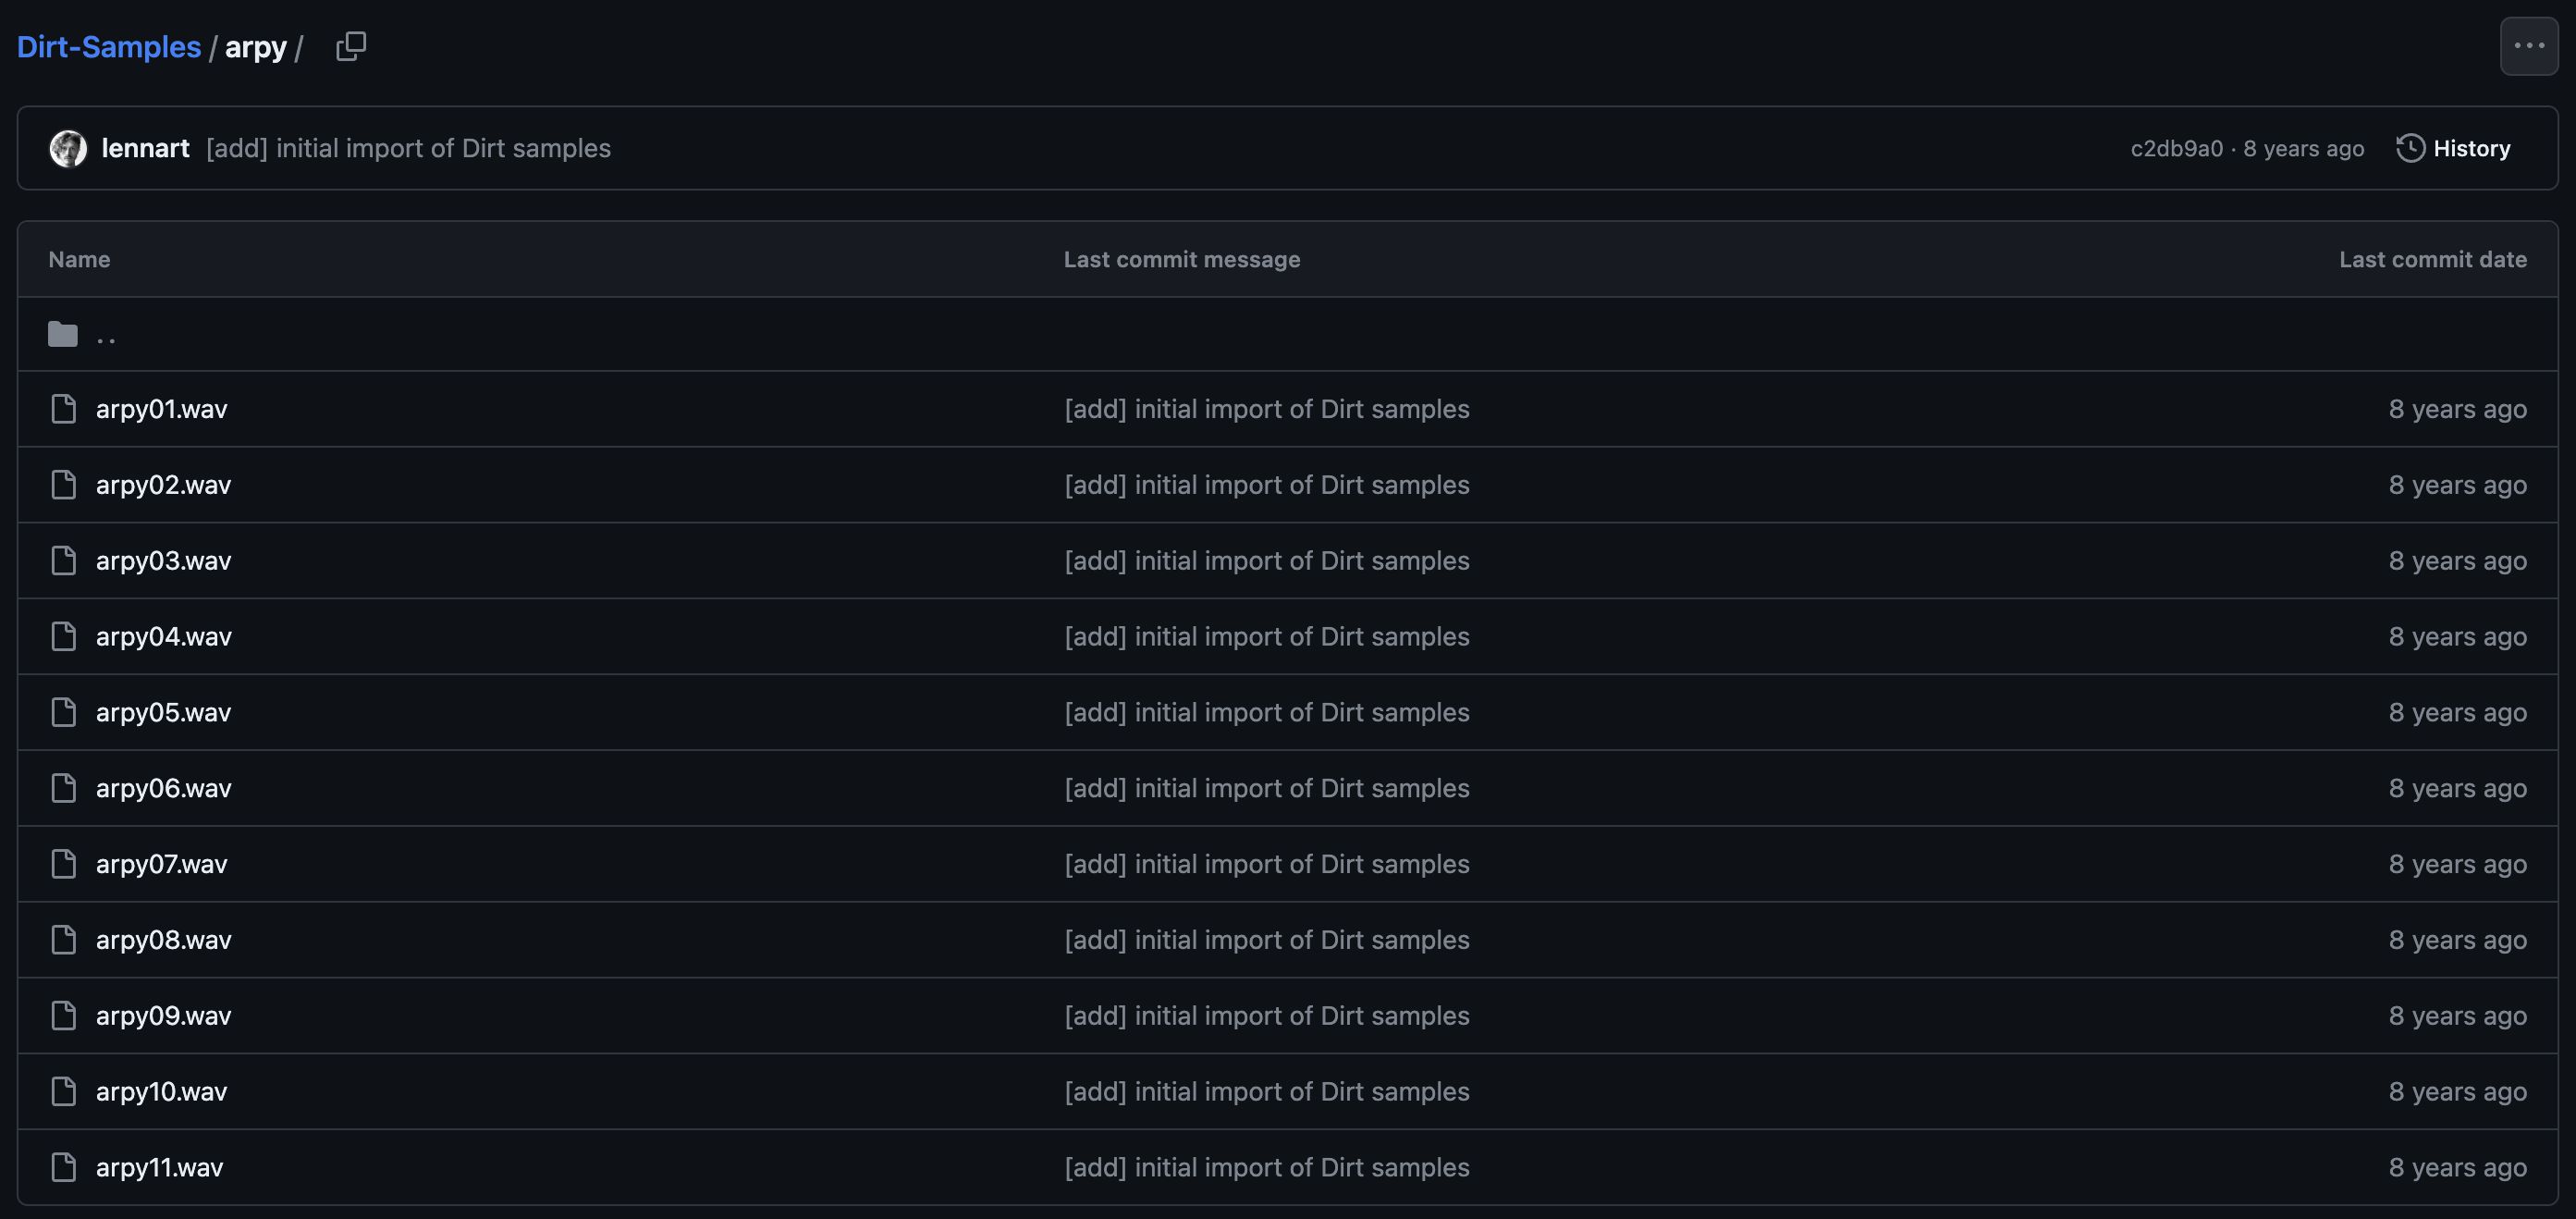 Dirt-Samples / arpy /
lennart [add] initial import of Dirt samples c2db9a0 · 8 years ago History
Name Last commit message Last commit date
..
arpy01.wav [add] initial import of Dirt samples 8 years ago
arpy02.wav [add] initial import of Dirt samples 8 years ago
arpy03.wav [add] initial import of Dirt samples 8 years ago
arpy04.wav [add] initial import of Dirt samples 8 years ago
arpy05.wav [add] initial import of Dirt samples 8 years ago
arpy06.wav [add] initial import of Dirt samples 8 years ago
arpy07.wav [add] initial import of Dirt samples 8 years ago
arpy08.wav [add] initial import of Dirt samples 8 years ago
arpy09.wav [add] initial import of Dirt samples 8 years ago
arpy10.wav [add] initial import of Dirt samples 8 years ago
arpy11.wav [add] initial import of Dirt samples 8 years ago